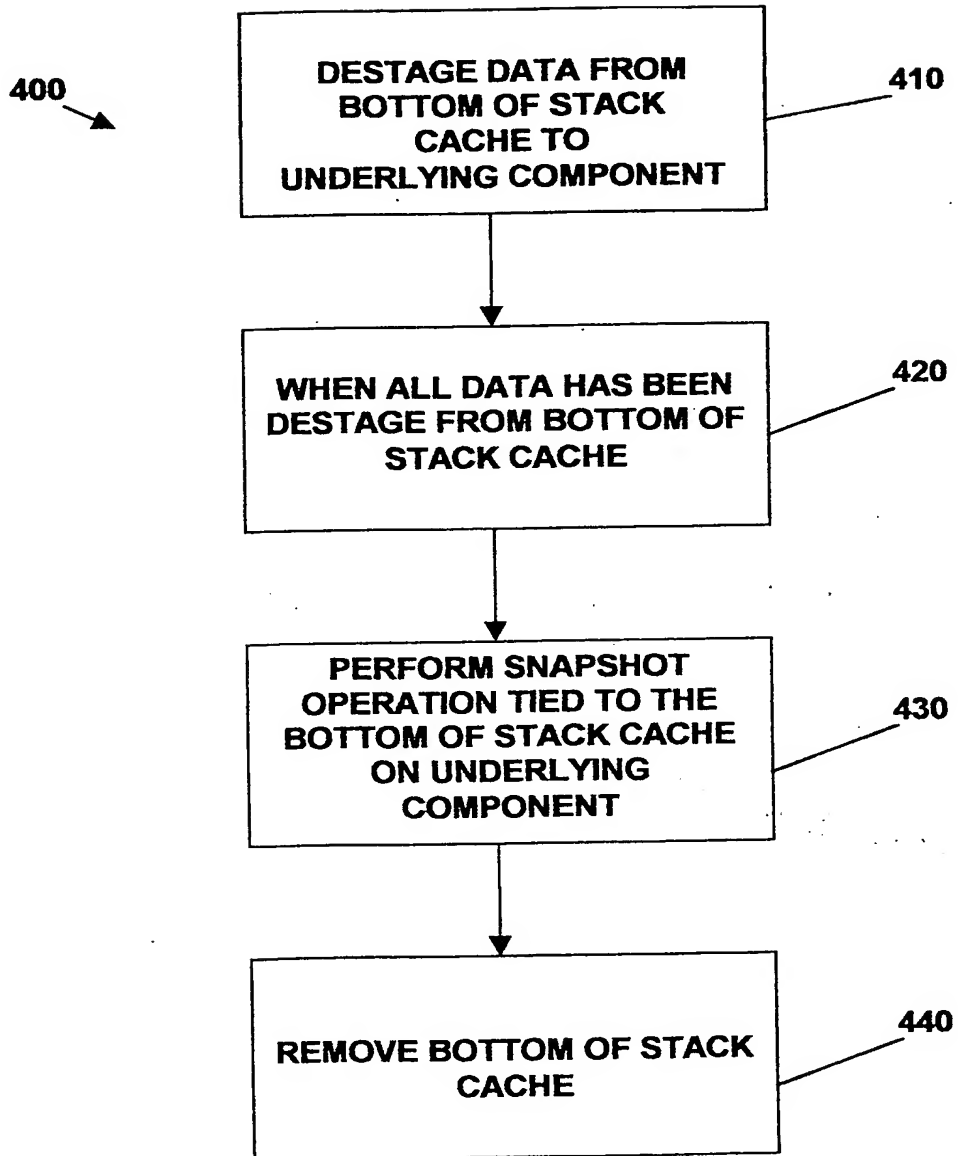 400
DESTAGE DATA FROM
BOTTOM OF STACK
CACHE TO
UNDERLYING COMPONENT
410
WHEN ALL DATA HAS BEEN
DESTAGE FROM BOTTOM OF
STACK CACHE
420
PERFORM SNAPSHOT
OPERATION TIED TO THE
BOTTOM OF STACK CACHE
ON UNDERLYING
COMPONENT
430
REMOVE BOTTOM OF STACK
CACHE
440